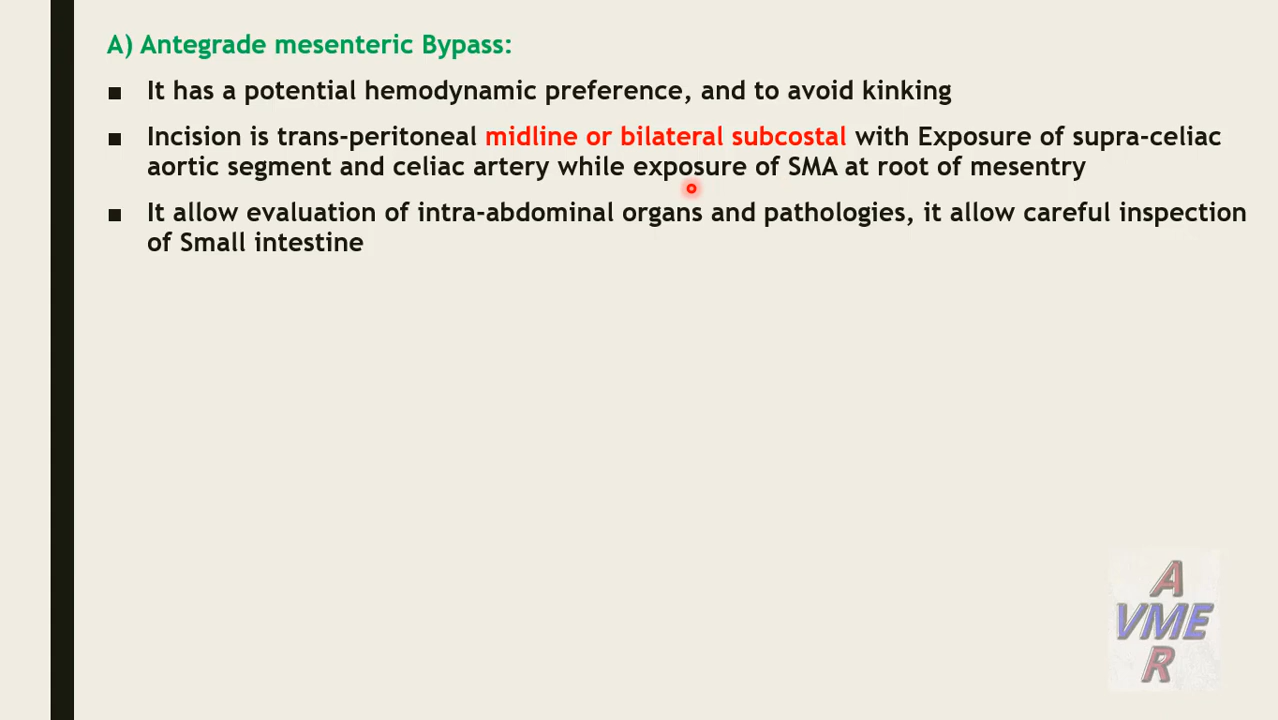 A) Antegrade mesenteric Bypass:
■ It has a potential hemodynamic preference, and to avoid kinking
■ Incision is trans-peritoneal midline or bilateral subcostal with Exposure of supra-celiac
aortic segment and celiac artery while exposure of SMA at root of mesentry
■ It allow evaluation of intra-abdominal organs and pathologies, it allow careful inspection
of Small intestine
A
VME
R